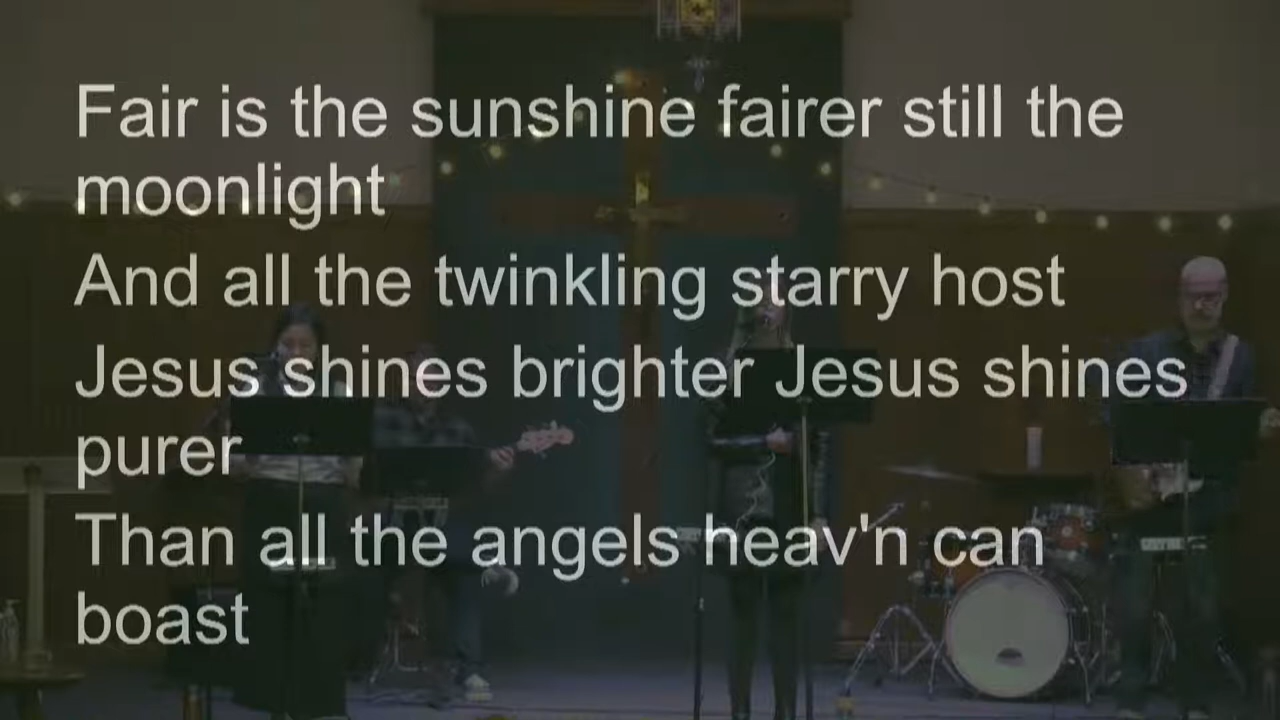 Fair is the sunshine fairer still the
moonlight
And all the twinkling starry host
Jesus shines brighter Jesus shines
purer
Than all the angels heav'n can
boast